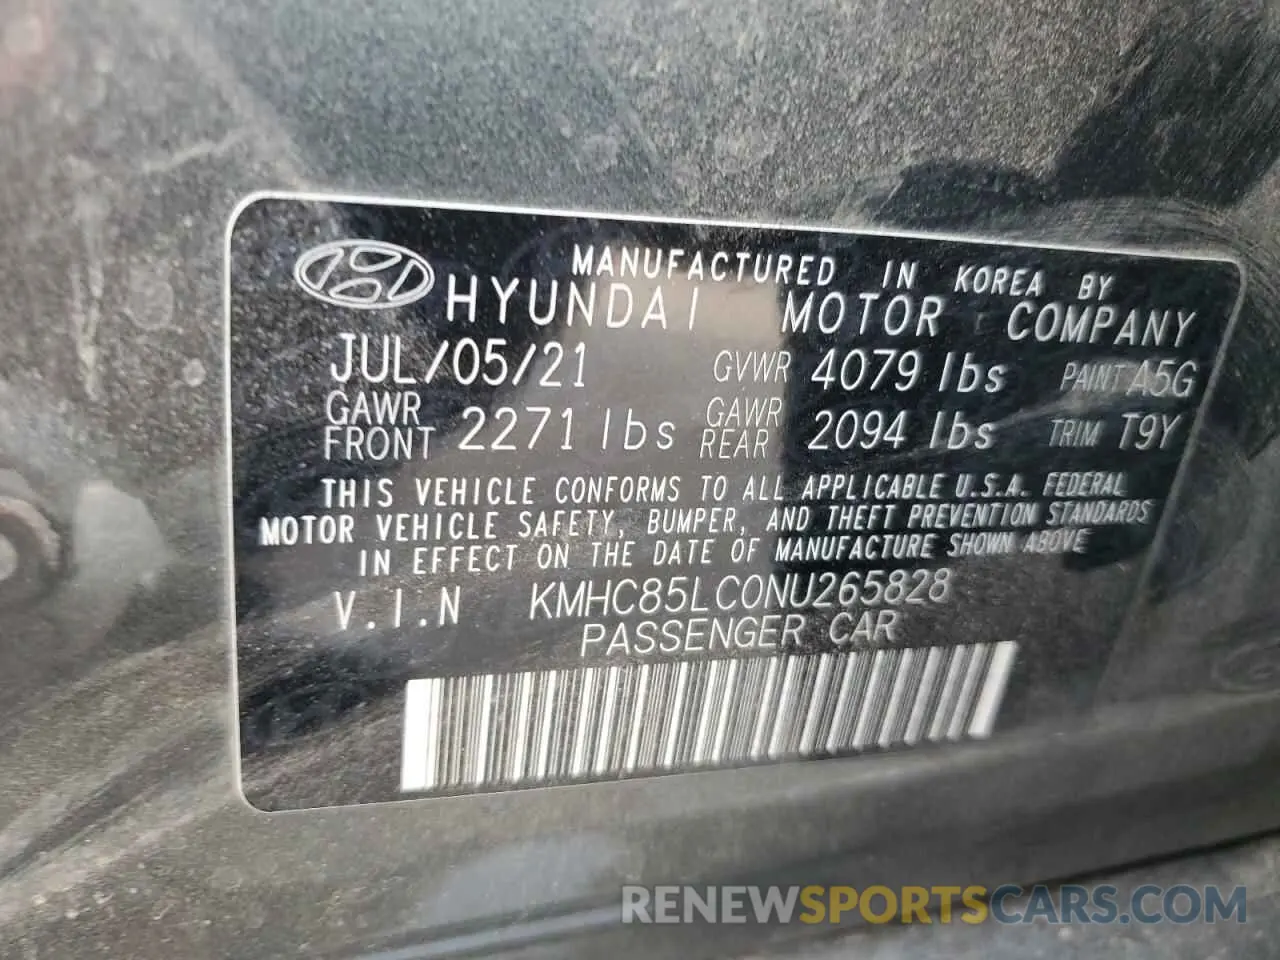 MANUFACTURED IN KOREA BY
HYUNDAI MOTOR COMPANY
JUL/05/21 GVWR 4079 lbs PAINT A5G
GAWR FRONT 2271 lbs GAWR REAR 2094 lbs TRIM T9Y
THIS VEHICLE CONFORMS TO ALL APPLICABLE U.S.A. FEDERAL
MOTOR VEHICLE SAFETY, BUMPER, AND THEFT PREVENTION STANDARDS
IN EFFECT ON THE DATE OF MANUFACTURE SHOWN ABOVE
V.I.N KMHC85LC0NU265828
PASSENGER CAR
RENEWSPORTSCARS.COM